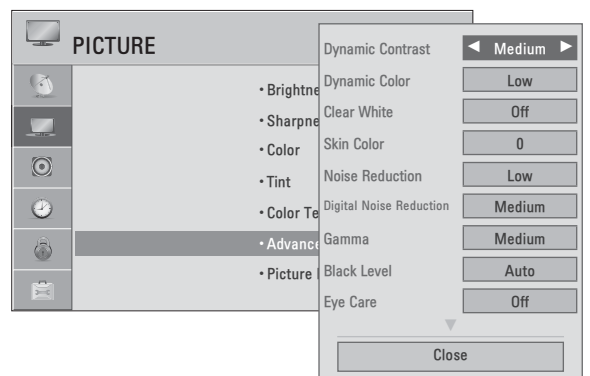 PICTURE
• Brightne
• Sharpne
• Color
• Tint
• Color Te
• Advance
• Picture
Dynamic Contrast ◀ Medium ▶
Dynamic Color Low
Clear White Off
Skin Color 0
Noise Reduction Low
Digital Noise Reduction Medium
Gamma Medium
Black Level Auto
Eye Care Off
Close